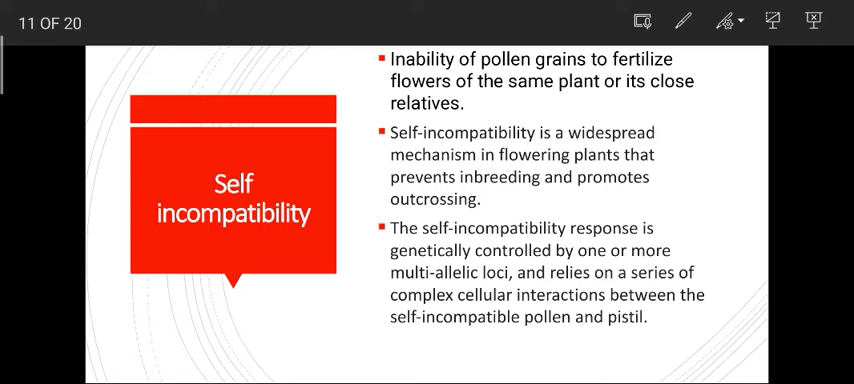 11 OF 20
Self
incompatibility
Inability of pollen grains to fertilize
flowers of the same plant or its close
relatives.
Self-incompatibility is a widespread
mechanism in flowering plants that
prevents inbreeding and promotes
outcrossing.
The self-incompatibility response is
genetically controlled by one or more
multi-allelic loci, and relies on a series of
complex cellular interactions between the
self-incompatible pollen and pistil.